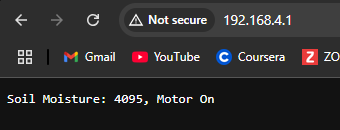 Not secure 192.168.4.1
Gmail YouTube Coursera ZO
Soil Moisture: 4095, Motor On